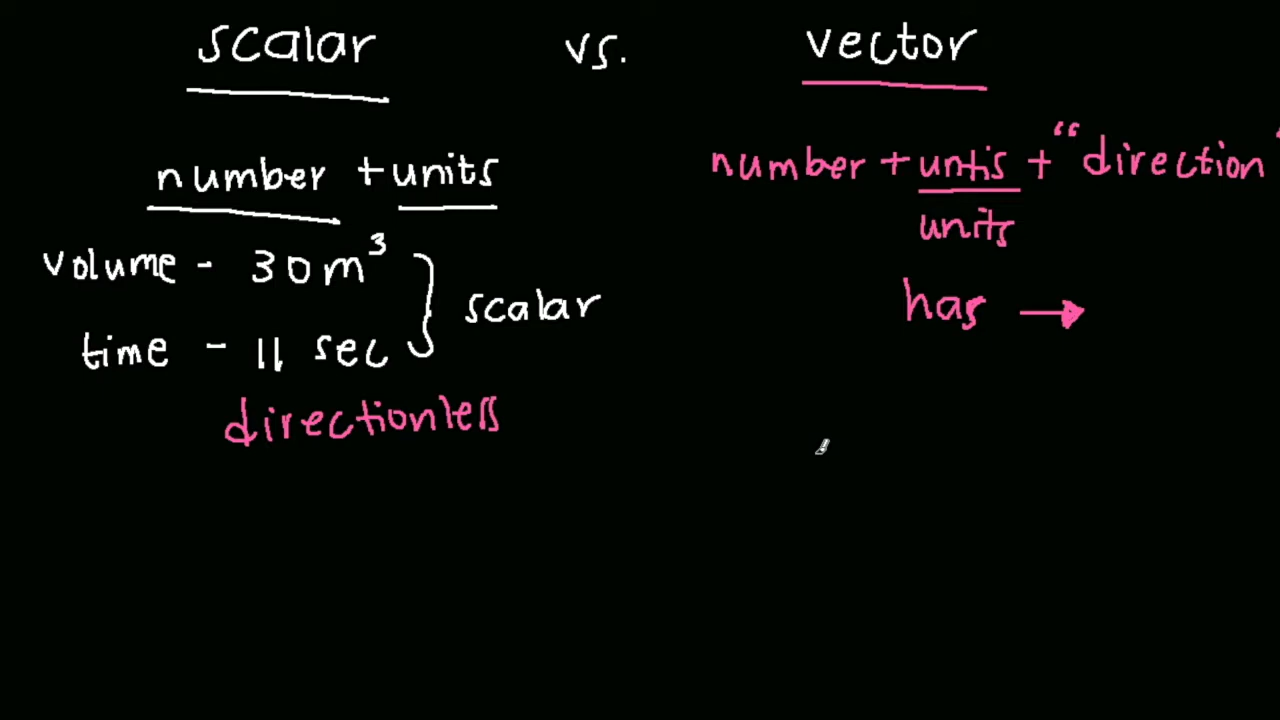 scalar vs. vector
number + units
volume - 30 m³
time - 11 sec
scalar
directionless
number + untis + "direction"
units
has →